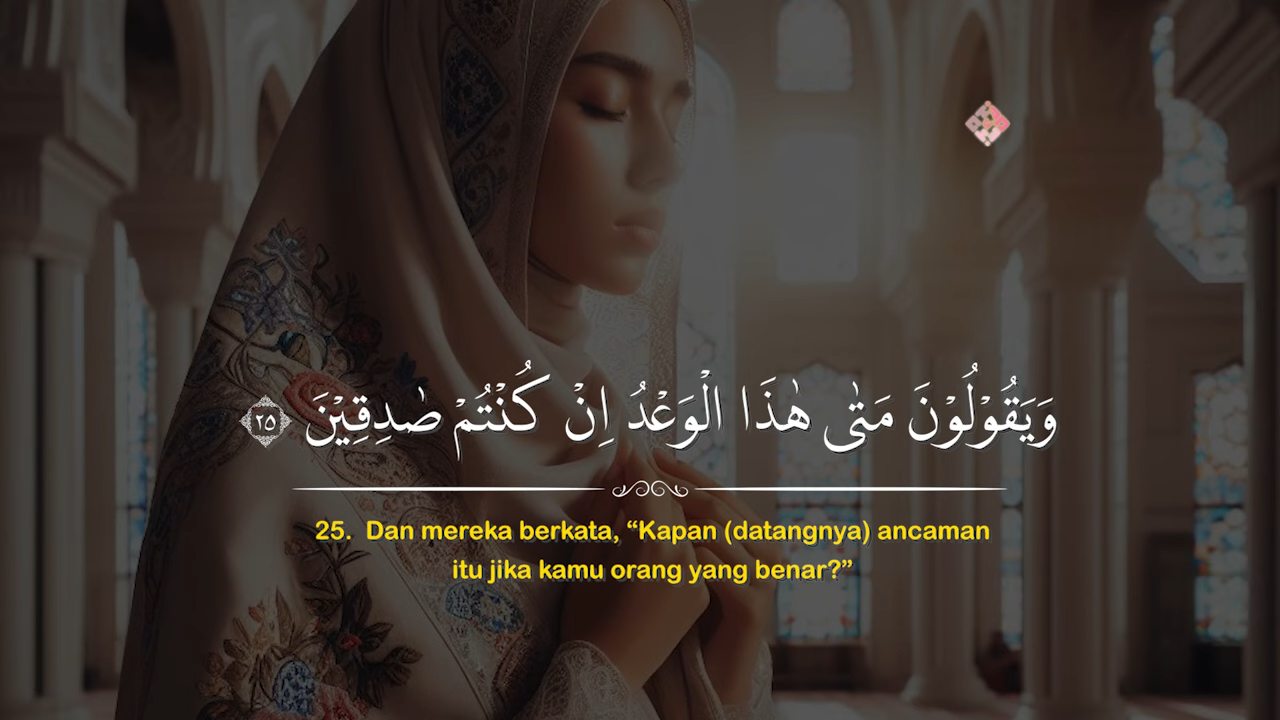 وَيَقُوْلُوْنَ مَتٰى هٰذَا الْوَعْدُ اِنْ كُنْتُمْ صٰدِقِيْنَ ٢٥
25. Dan mereka berkata, “Kapan (datangnya) ancaman
itu jika kamu orang yang benar?”